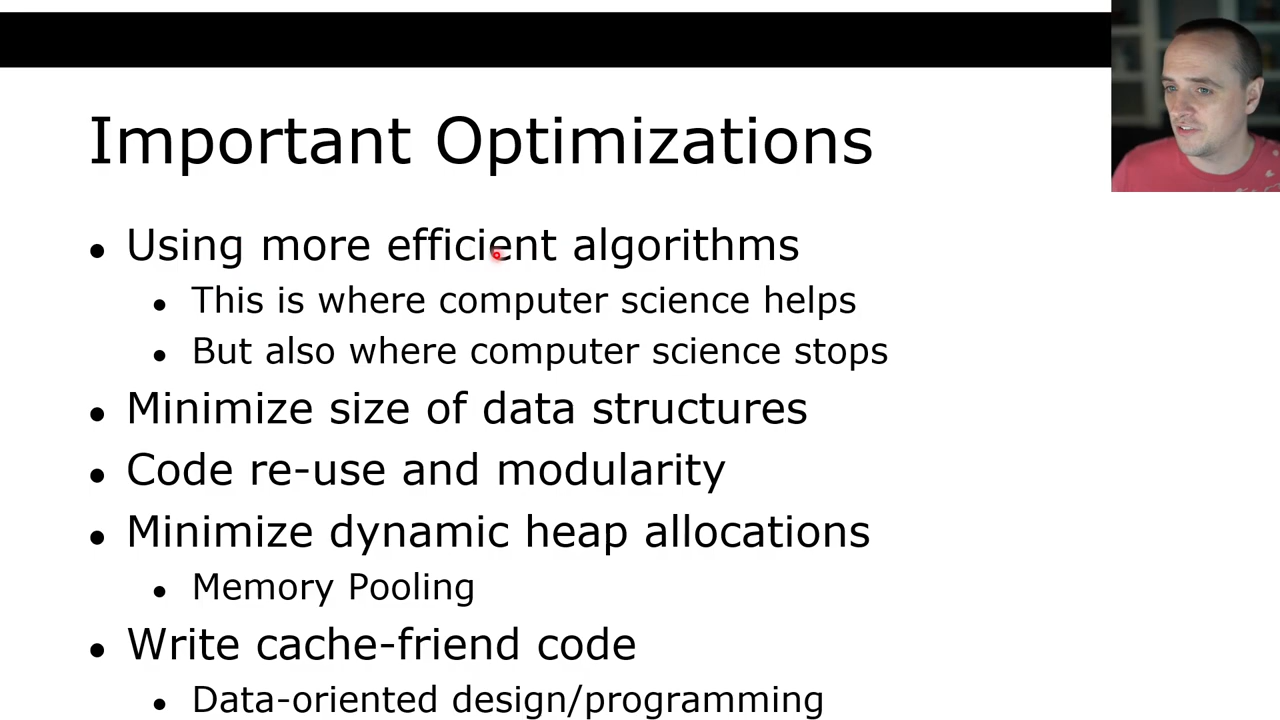 Important Optimizations
Using more efficient algorithms
This is where computer science helps
But also where computer science stops
Minimize size of data structures
Code re-use and modularity
Minimize dynamic heap allocations
Memory Pooling
Write cache-friend code
Data-oriented design/programming